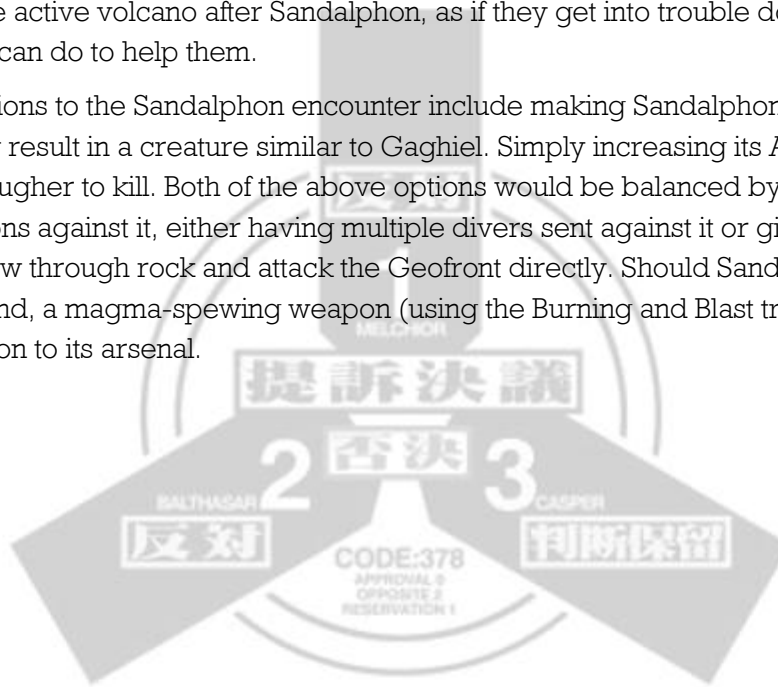 e active volcano after Sandalphon, as if they get into trouble d
can do to help them.
ions to the Sandalphon encounter include making Sandalphon
result in a creature similar to Gaghiel. Simply increasing its A
ugher to kill. Both of the above options would be balanced by
ons against it, either having multiple divers sent against it or gi
w through rock and attack the Geofront directly. Should Sand
nd, a magma-spewing weapon (using the Burning and Blast tr
on to its arsenal.
反対
1
MELCHIOR
提訴決議
否決
BALTHASAR 2
3 CASPER
反対
判断保留
CODE:378
APPROVAL 0
OPPOSITE 2
RESERVATION 1